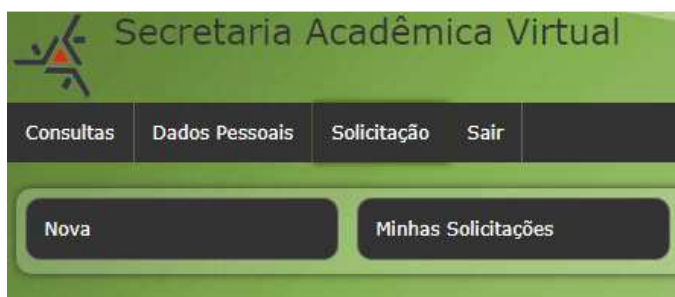 Secretaria Acadêmica Virtual
Consultas Dados Pessoais Solicitação Sair
Nova Minhas Solicitações